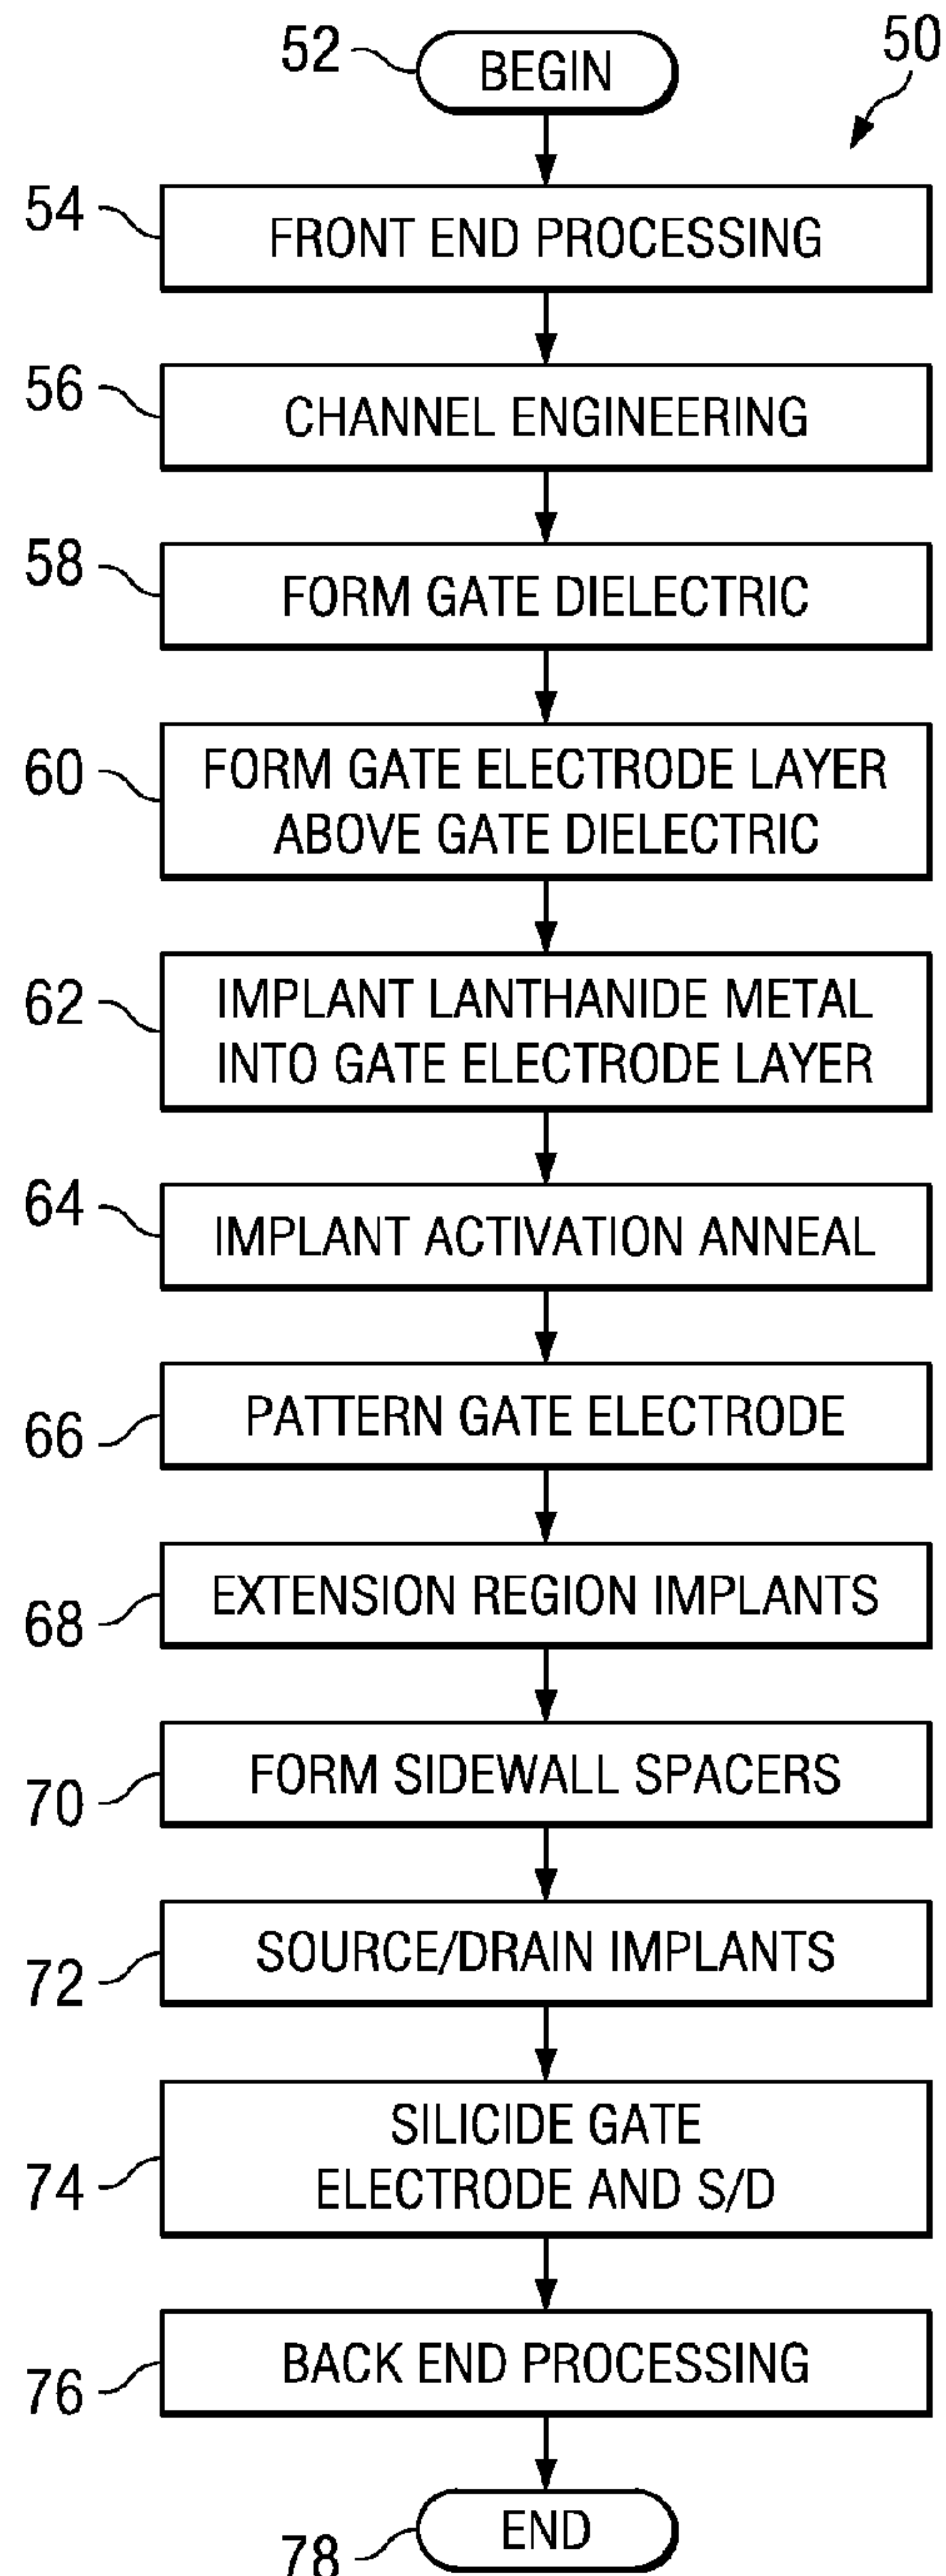 50
52 BEGIN
54 FRONT END PROCESSING
56 CHANNEL ENGINEERING
58 FORM GATE DIELECTRIC
60 FORM GATE ELECTRODE LAYER
ABOVE GATE DIELECTRIC
62 IMPLANT LANTHANIDE METAL
INTO GATE ELECTRODE LAYER
64 IMPLANT ACTIVATION ANNEAL
66 PATTERN GATE ELECTRODE
68 EXTENSION REGION IMPLANTS
70 FORM SIDEWALL SPACERS
72 SOURCE/DRAIN IMPLANTS
74 SILICIDE GATE
ELECTRODE AND S/D
76 BACK END PROCESSING
78 END